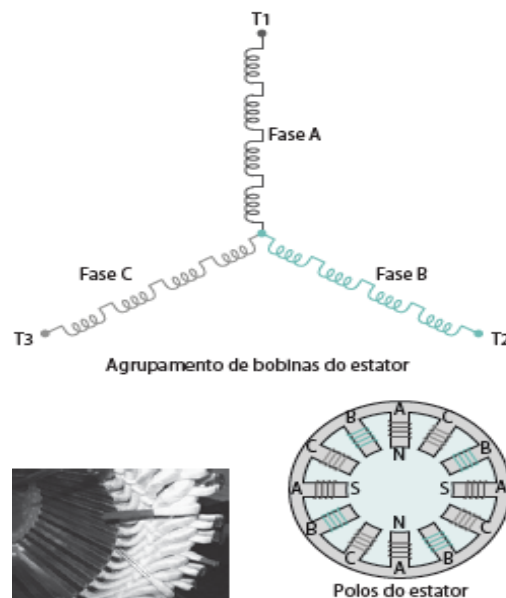 T1
Fase A
Fase C
Fase B
T3
T2
Agrupamento de bobinas do estator
A
B
C
C
B
N
A
S
S
A
B
C
N
C
B
A
Polos do estator